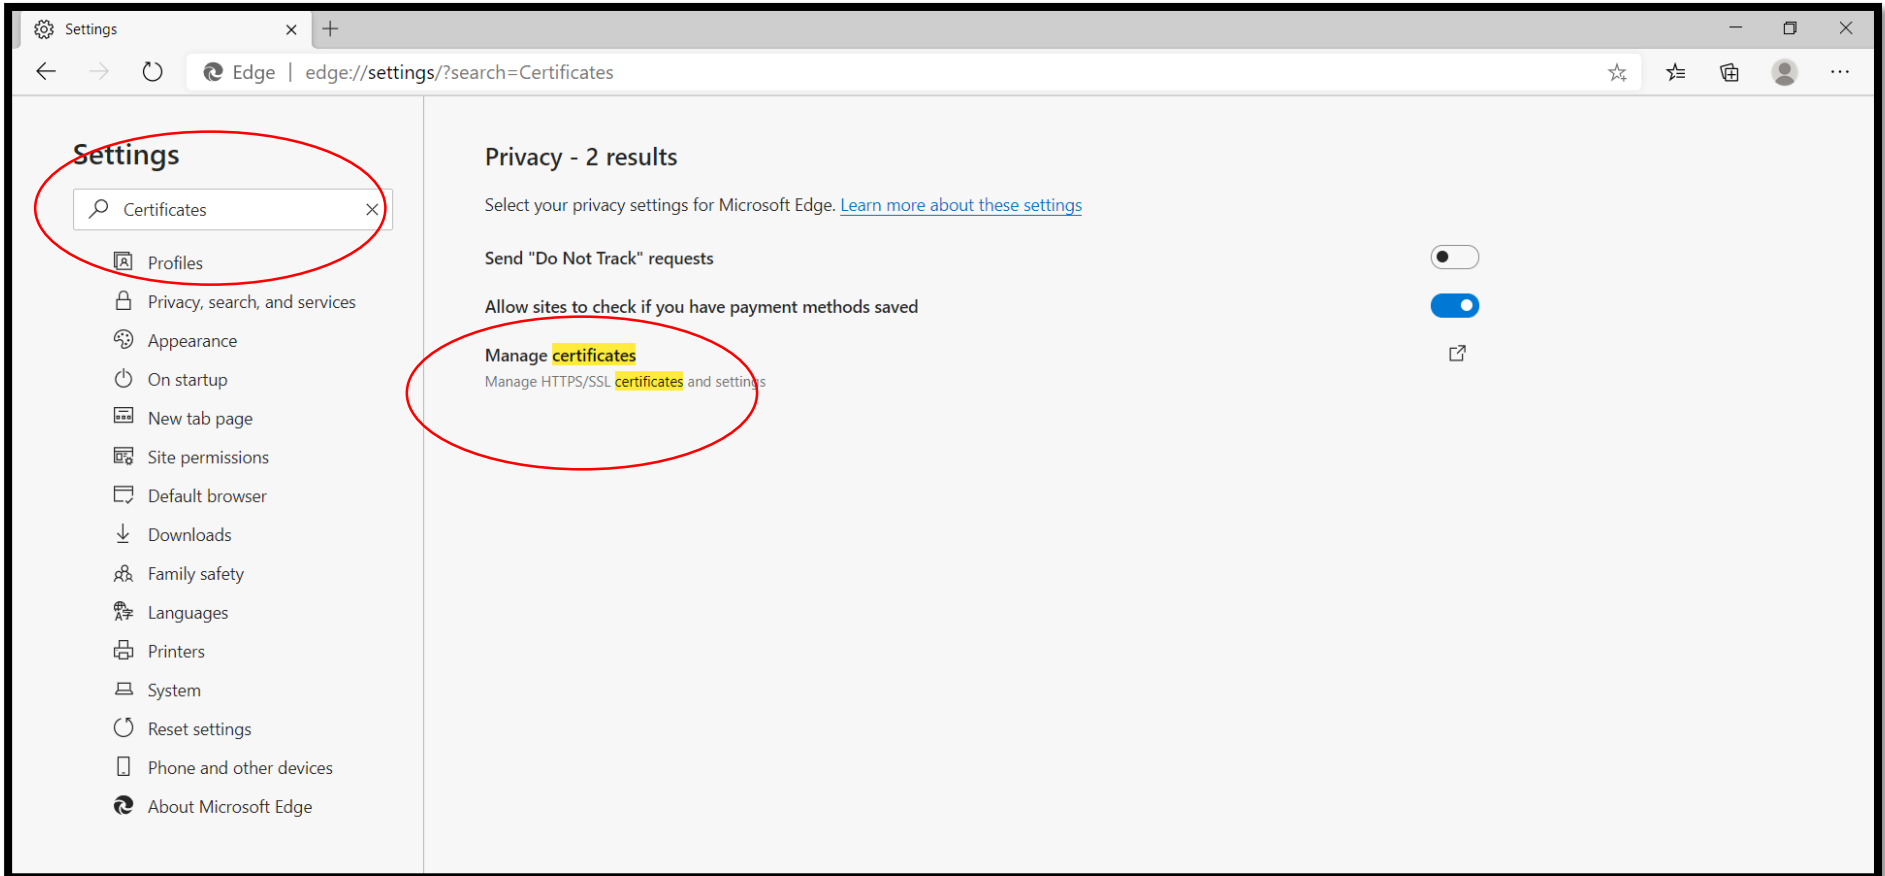 Settings
Edge | edge://settings/?search=Certificates
Settings
Certificates
Profiles
Privacy, search, and services
Appearance
On startup
New tab page
Site permissions
Default browser
Downloads
Family safety
Languages
Printers
System
Reset settings
Phone and other devices
About Microsoft Edge
Privacy - 2 results
Select your privacy settings for Microsoft Edge. Learn more about these settings
Send "Do Not Track" requests
Allow sites to check if you have payment methods saved
Manage certificates
Manage HTTPS/SSL certificates and settings